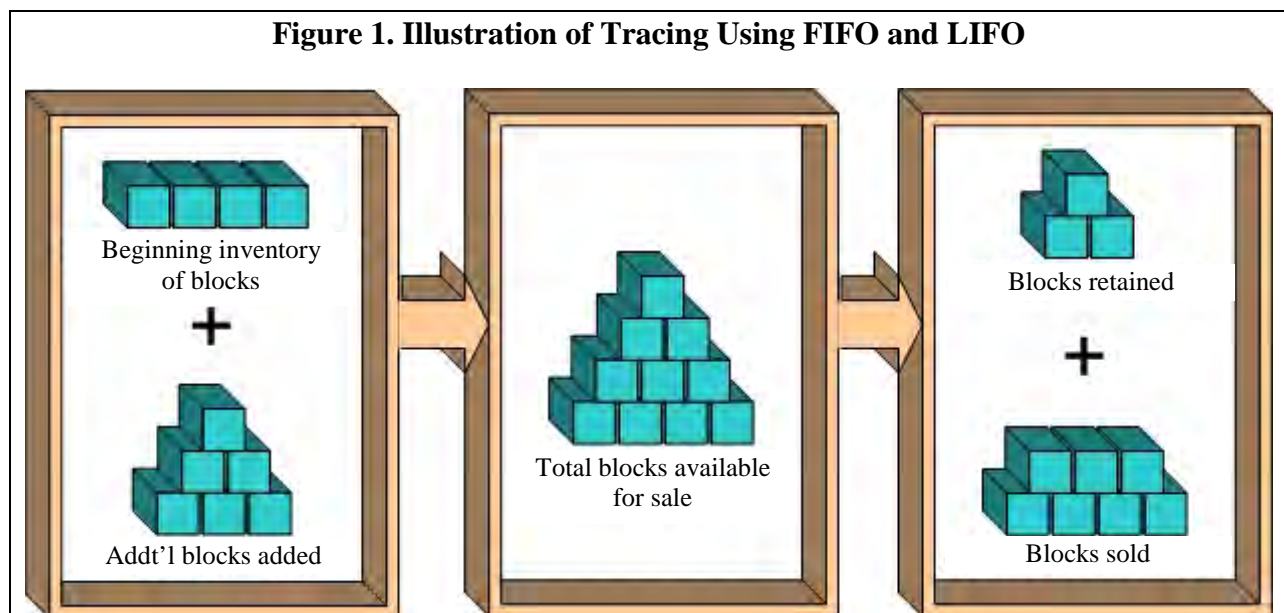 Figure 1. Illustration of Tracing Using FIFO and LIFO
Beginning inventory
of blocks
+
Addt’l blocks added
Total blocks available
for sale
Blocks retained
+
Blocks sold